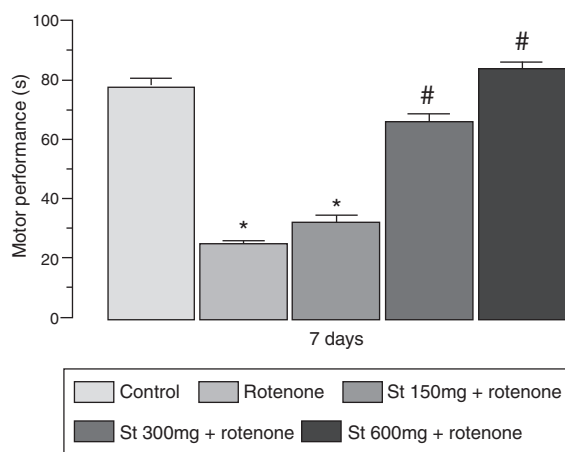 100
80
60
40
20
0
Motor performance (s)
*
*
#
#
7 days
Control
Rotenone
St 150mg + rotenone
St 300mg + rotenone
St 600mg + rotenone